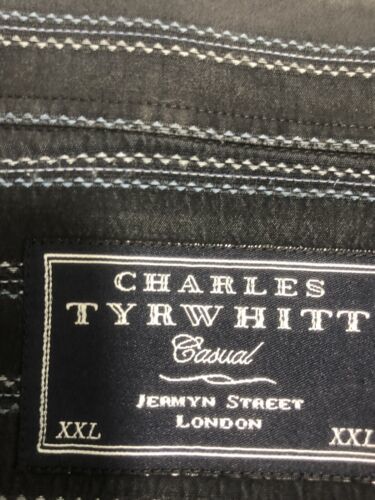 CHARLES
TYRWHITT
Casual
JERMYN STREET
LONDON
XXL XXL